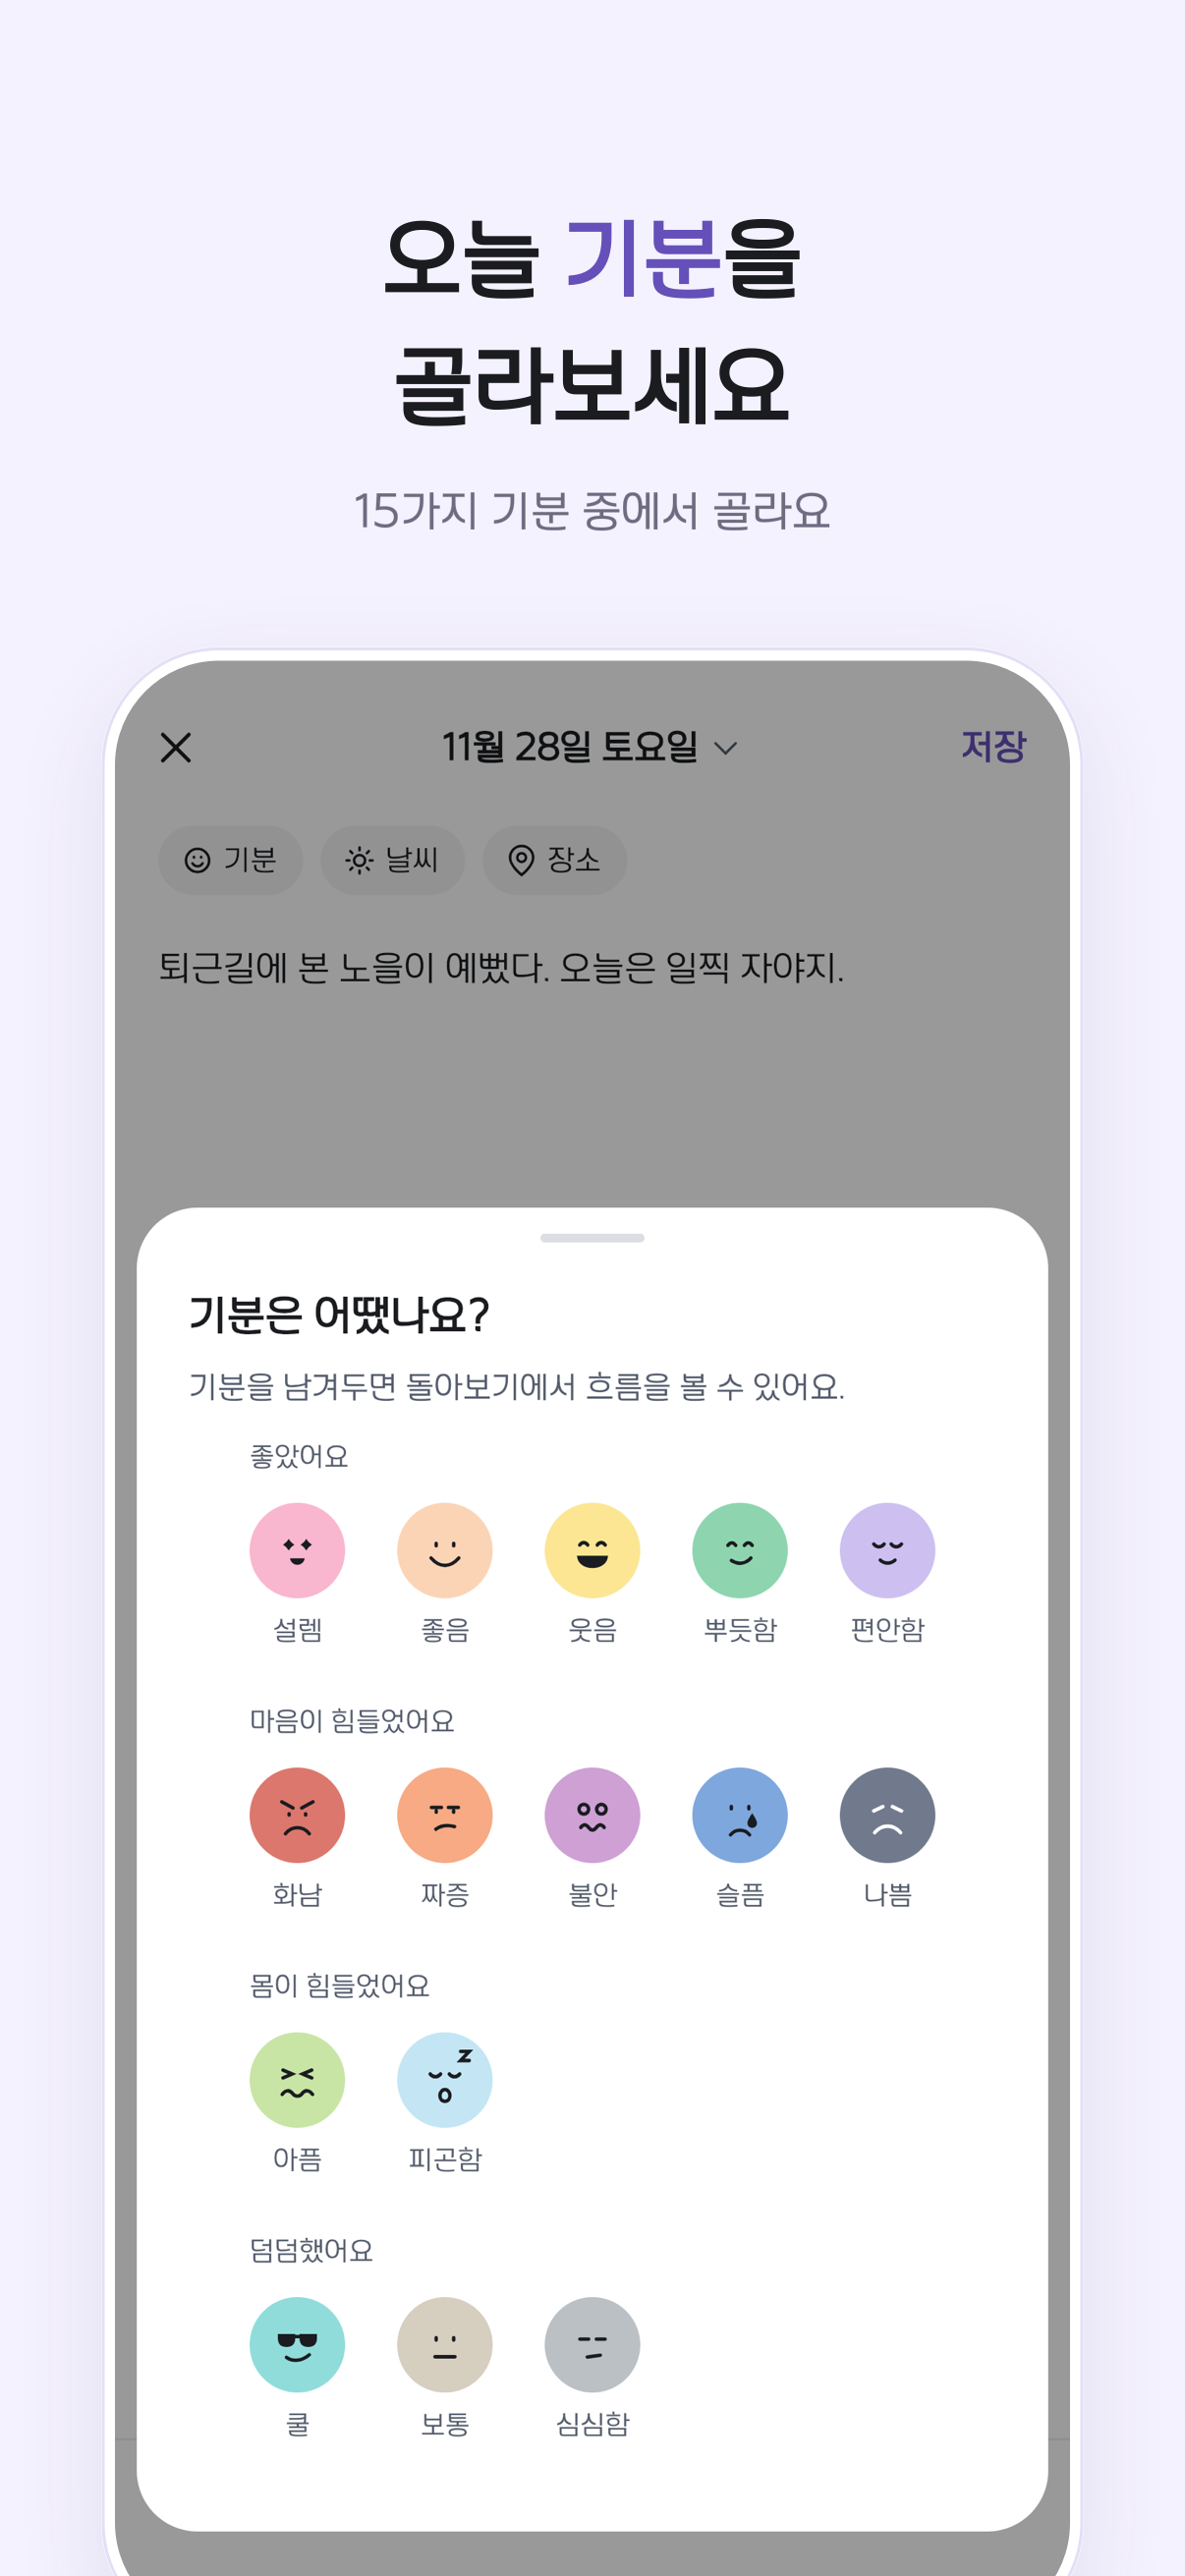 오늘 기분을
골라보세요
15가지 기분 중에서 골라요
11월 28일 토요일
저장
기분 날씨 장소
퇴근길에 본 노을이 예뻤다. 오늘은 일찍 자야지.
기분은 어땠나요?
기분을 남겨두면 돌아보기에서 흐름을 볼 수 있어요.
좋았어요
설렘 좋음 웃음 뿌듯함 편안함
마음이 힘들었어요
화남 짜증 불안 슬픔 나쁨
몸이 힘들었어요
z
아픔 피곤함
덤덤했어요
쿨 보통 심심함